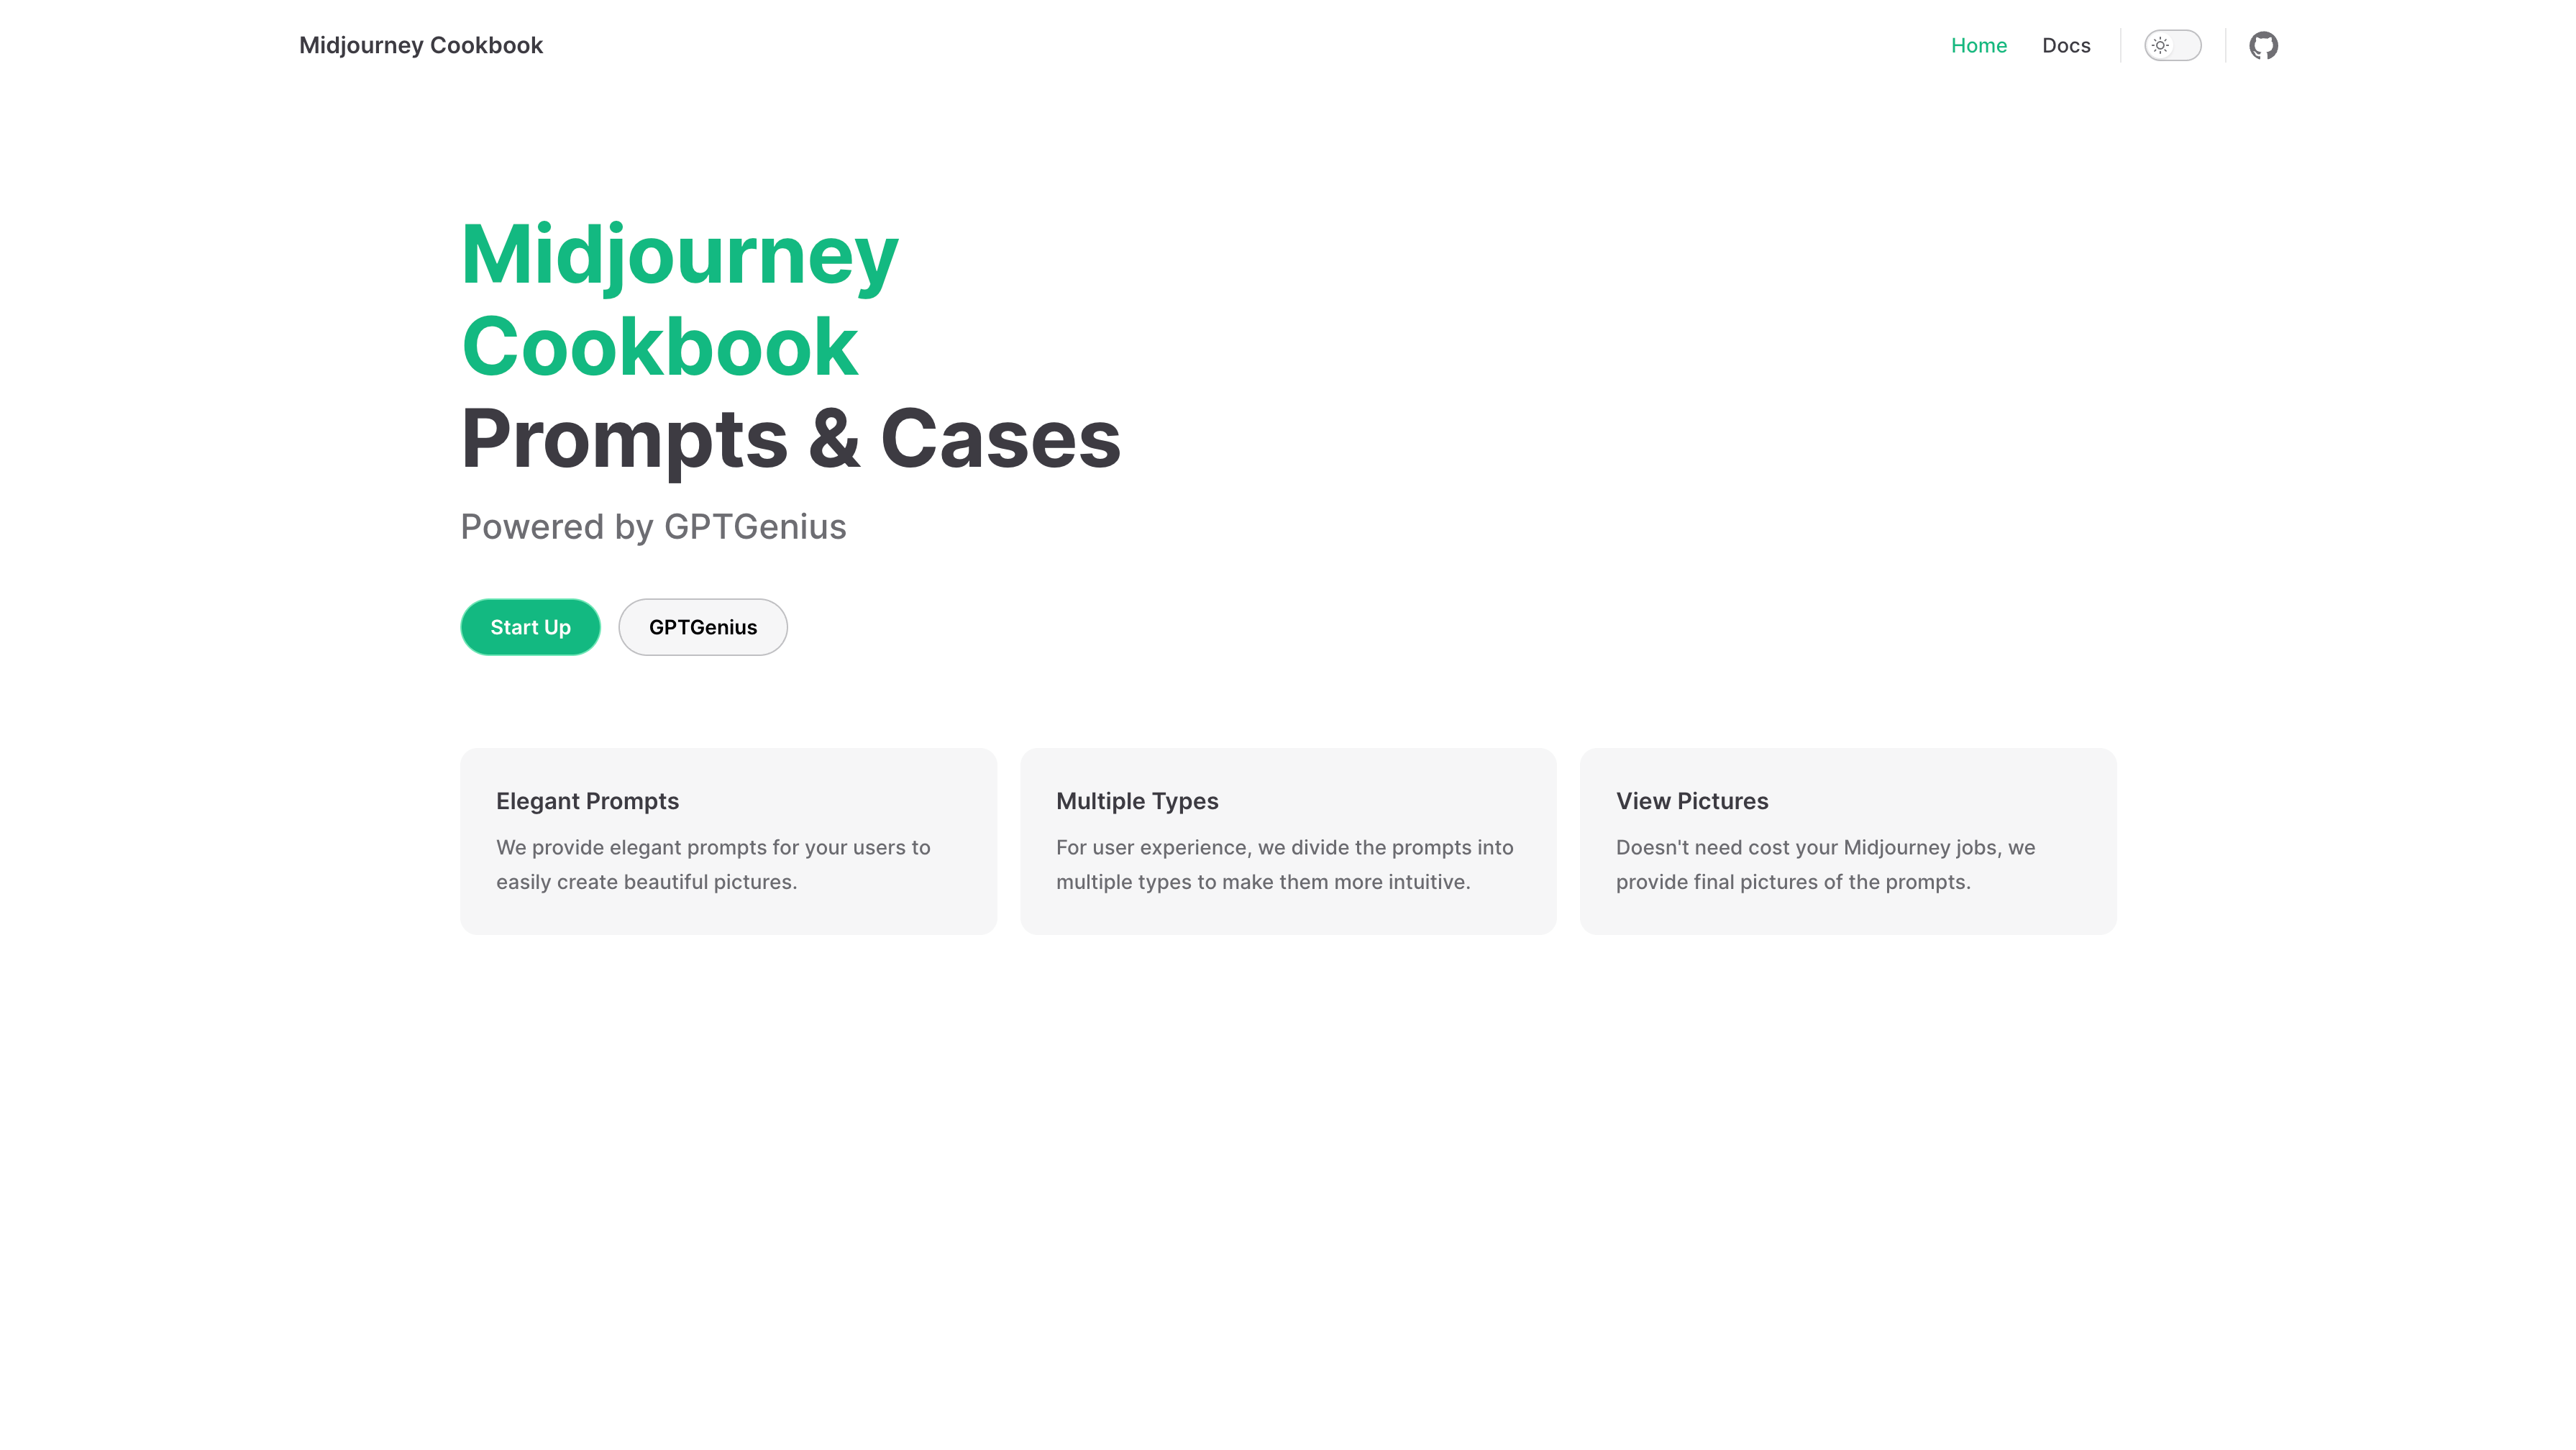 Midjourney Cookbook
Home
Docs
Midjourney
Cookbook
Prompts & Cases
Powered by GPTGenius
Start Up
GPTGenius
Elegant Prompts
We provide elegant prompts for your users to
easily create beautiful pictures.
Multiple Types
For user experience, we divide the prompts into
multiple types to make them more intuitive.
View Pictures
Doesn't need cost your Midjourney jobs, we
provide final pictures of the prompts.